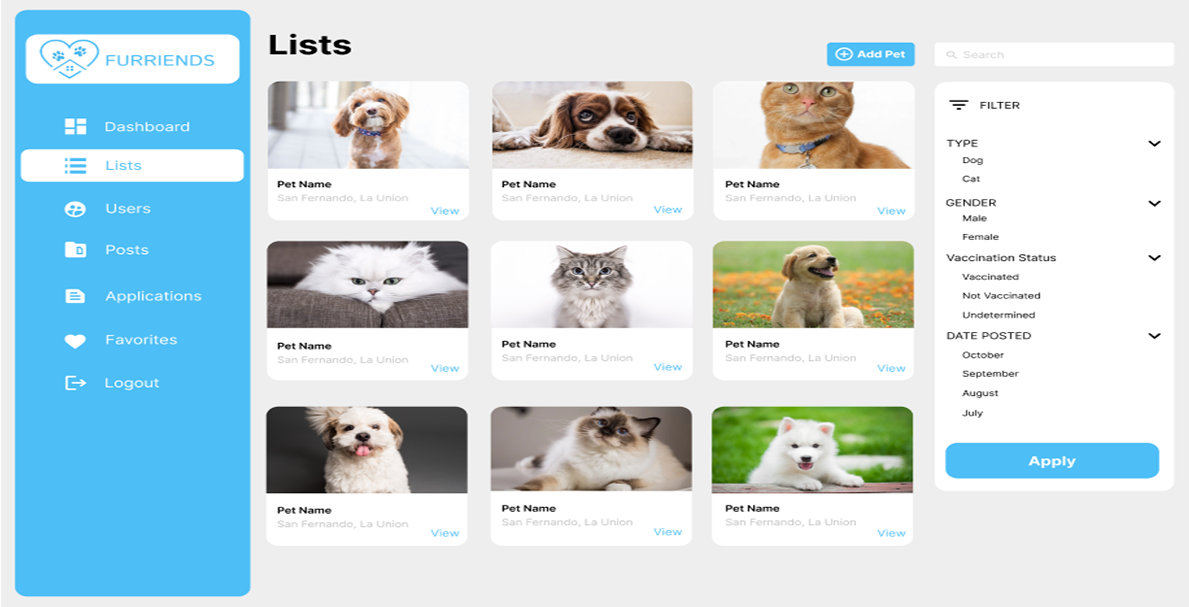 FURRIENDS
Dashboard
Lists
Users
Posts
Applications
Favorites
Logout
Lists
Add Pet
Search
Pet Name
San Fernando, La Union
View
Pet Name
San Fernando, La Union
View
Pet Name
San Fernando, La Union
View
Pet Name
San Fernando, La Union
View
Pet Name
San Fernando, La Union
View
Pet Name
San Fernando, La Union
View
Pet Name
San Fernando, La Union
View
Pet Name
San Fernando, La Union
View
Pet Name
San Fernando, La Union
View
FILTER
TYPE
Dog
Cat
GENDER
Male
Female
Vaccination Status
Vaccinated
Not Vaccinated
Undetermined
DATE POSTED
October
September
August
July
Apply